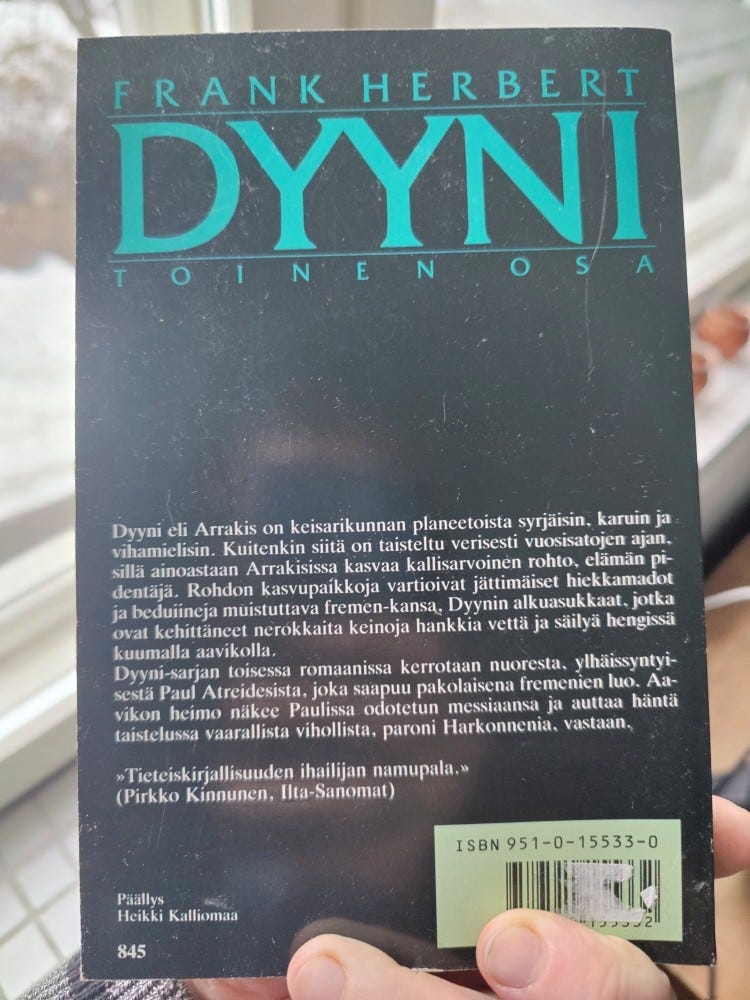 FRANK HERBERT
DYYNI
TOINEN OSA
Dyyni eli Arrakis on keisarikunnan planeetoista syrjäisin, karuin ja
vihamielisin. Kuitenkin siitä on taisteltu verisesti vuosisatojen ajan,
sillä ainoastaan Arrakisissa kasvaa kallisarvoinen rohto, elämän pi-
dentäjä. Rohdon kasvupaikkoja vartioivat jättimäiset hiekkamadot
ja beduiineja muistuttava fremen-kansa, Dyynin alkuasukkaat, jotka
ovat kehittäneet nerokkaita keinoja hankkia vettä ja säilyä hengissä
kuumalla aavikolla.
Dyyni-sarjan toisessa romaanissa kerrotaan nuoresta, ylhäissyntyi-
sestä Paul Atreidesista, joka saapuu pakolaisena fremenien luo. Aa-
vikon heimo näkee Paulissa odotetun messiaansa ja auttaa häntä
taistelussa vaarallista vihollista, paroni Harkonnenia, vastaan.
»Tieteiskirjallisuuden ihailijan namupala.»
(Pirkko Kinnunen, Ilta-Sanomat)
ISBN 951-0-15533-0
Päällys
Heikki Kalliomaa
845